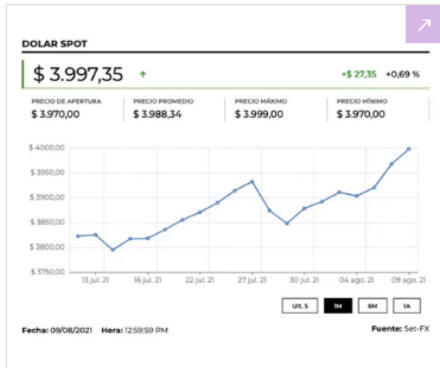 DOLAR SPOT
$ 3.997,35 +$ 27,35 +0,69 %
PRECIO DE APERTURA PRECIO PROMEDIO PRECIO MÁXIMO PRECIO MÍNIMO
$ 3.970,00 $ 3.988,34 $ 3.999,00 $ 3.970,00
$ 4000,00
$ 3950,00
$ 3900,00
$ 3850,00
$ 3800,00
$ 3750,00
13 jul. 21 16 jul. 21 22 jul. 21 27 jul. 21 30 jul. 21 04 ago. 21 09 ago. 21
Ult. 5 1M 6M 1A
Fecha: 09/08/2021 Hora: 12:59:59 PM Fuente: Set-FX